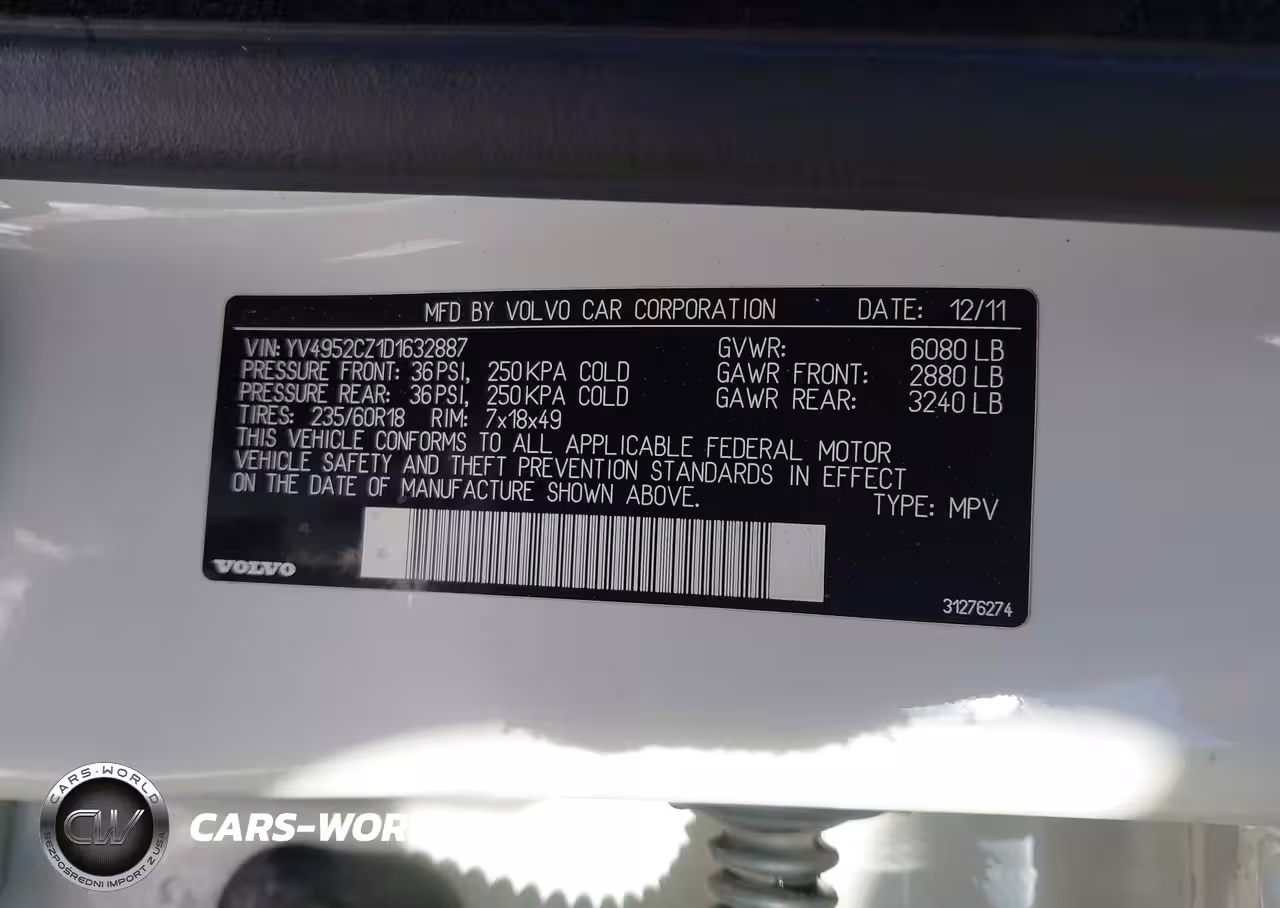 MFD BY VOLVO CAR CORPORATION DATE: 12/11
VIN: YV4952CZ1D1632887 GVWR: 6080 LB
PRESSURE FRONT: 36 PSI, 250 KPA COLD GAWR FRONT: 2880 LB
PRESSURE REAR: 36 PSI, 250 KPA COLD GAWR REAR: 3240 LB
TIRES: 235/60R18 RIM: 7x18x49
THIS VEHICLE CONFORMS TO ALL APPLICABLE FEDERAL MOTOR
VEHICLE SAFETY AND THEFT PREVENTION STANDARDS IN EFFECT
ON THE DATE OF MANUFACTURE SHOWN ABOVE.
TYPE: MPV
VOLVO
31276274
CARS-WORLD
CW
BEZPOŚREDNI IMPORT Z USA
CARS-WOR